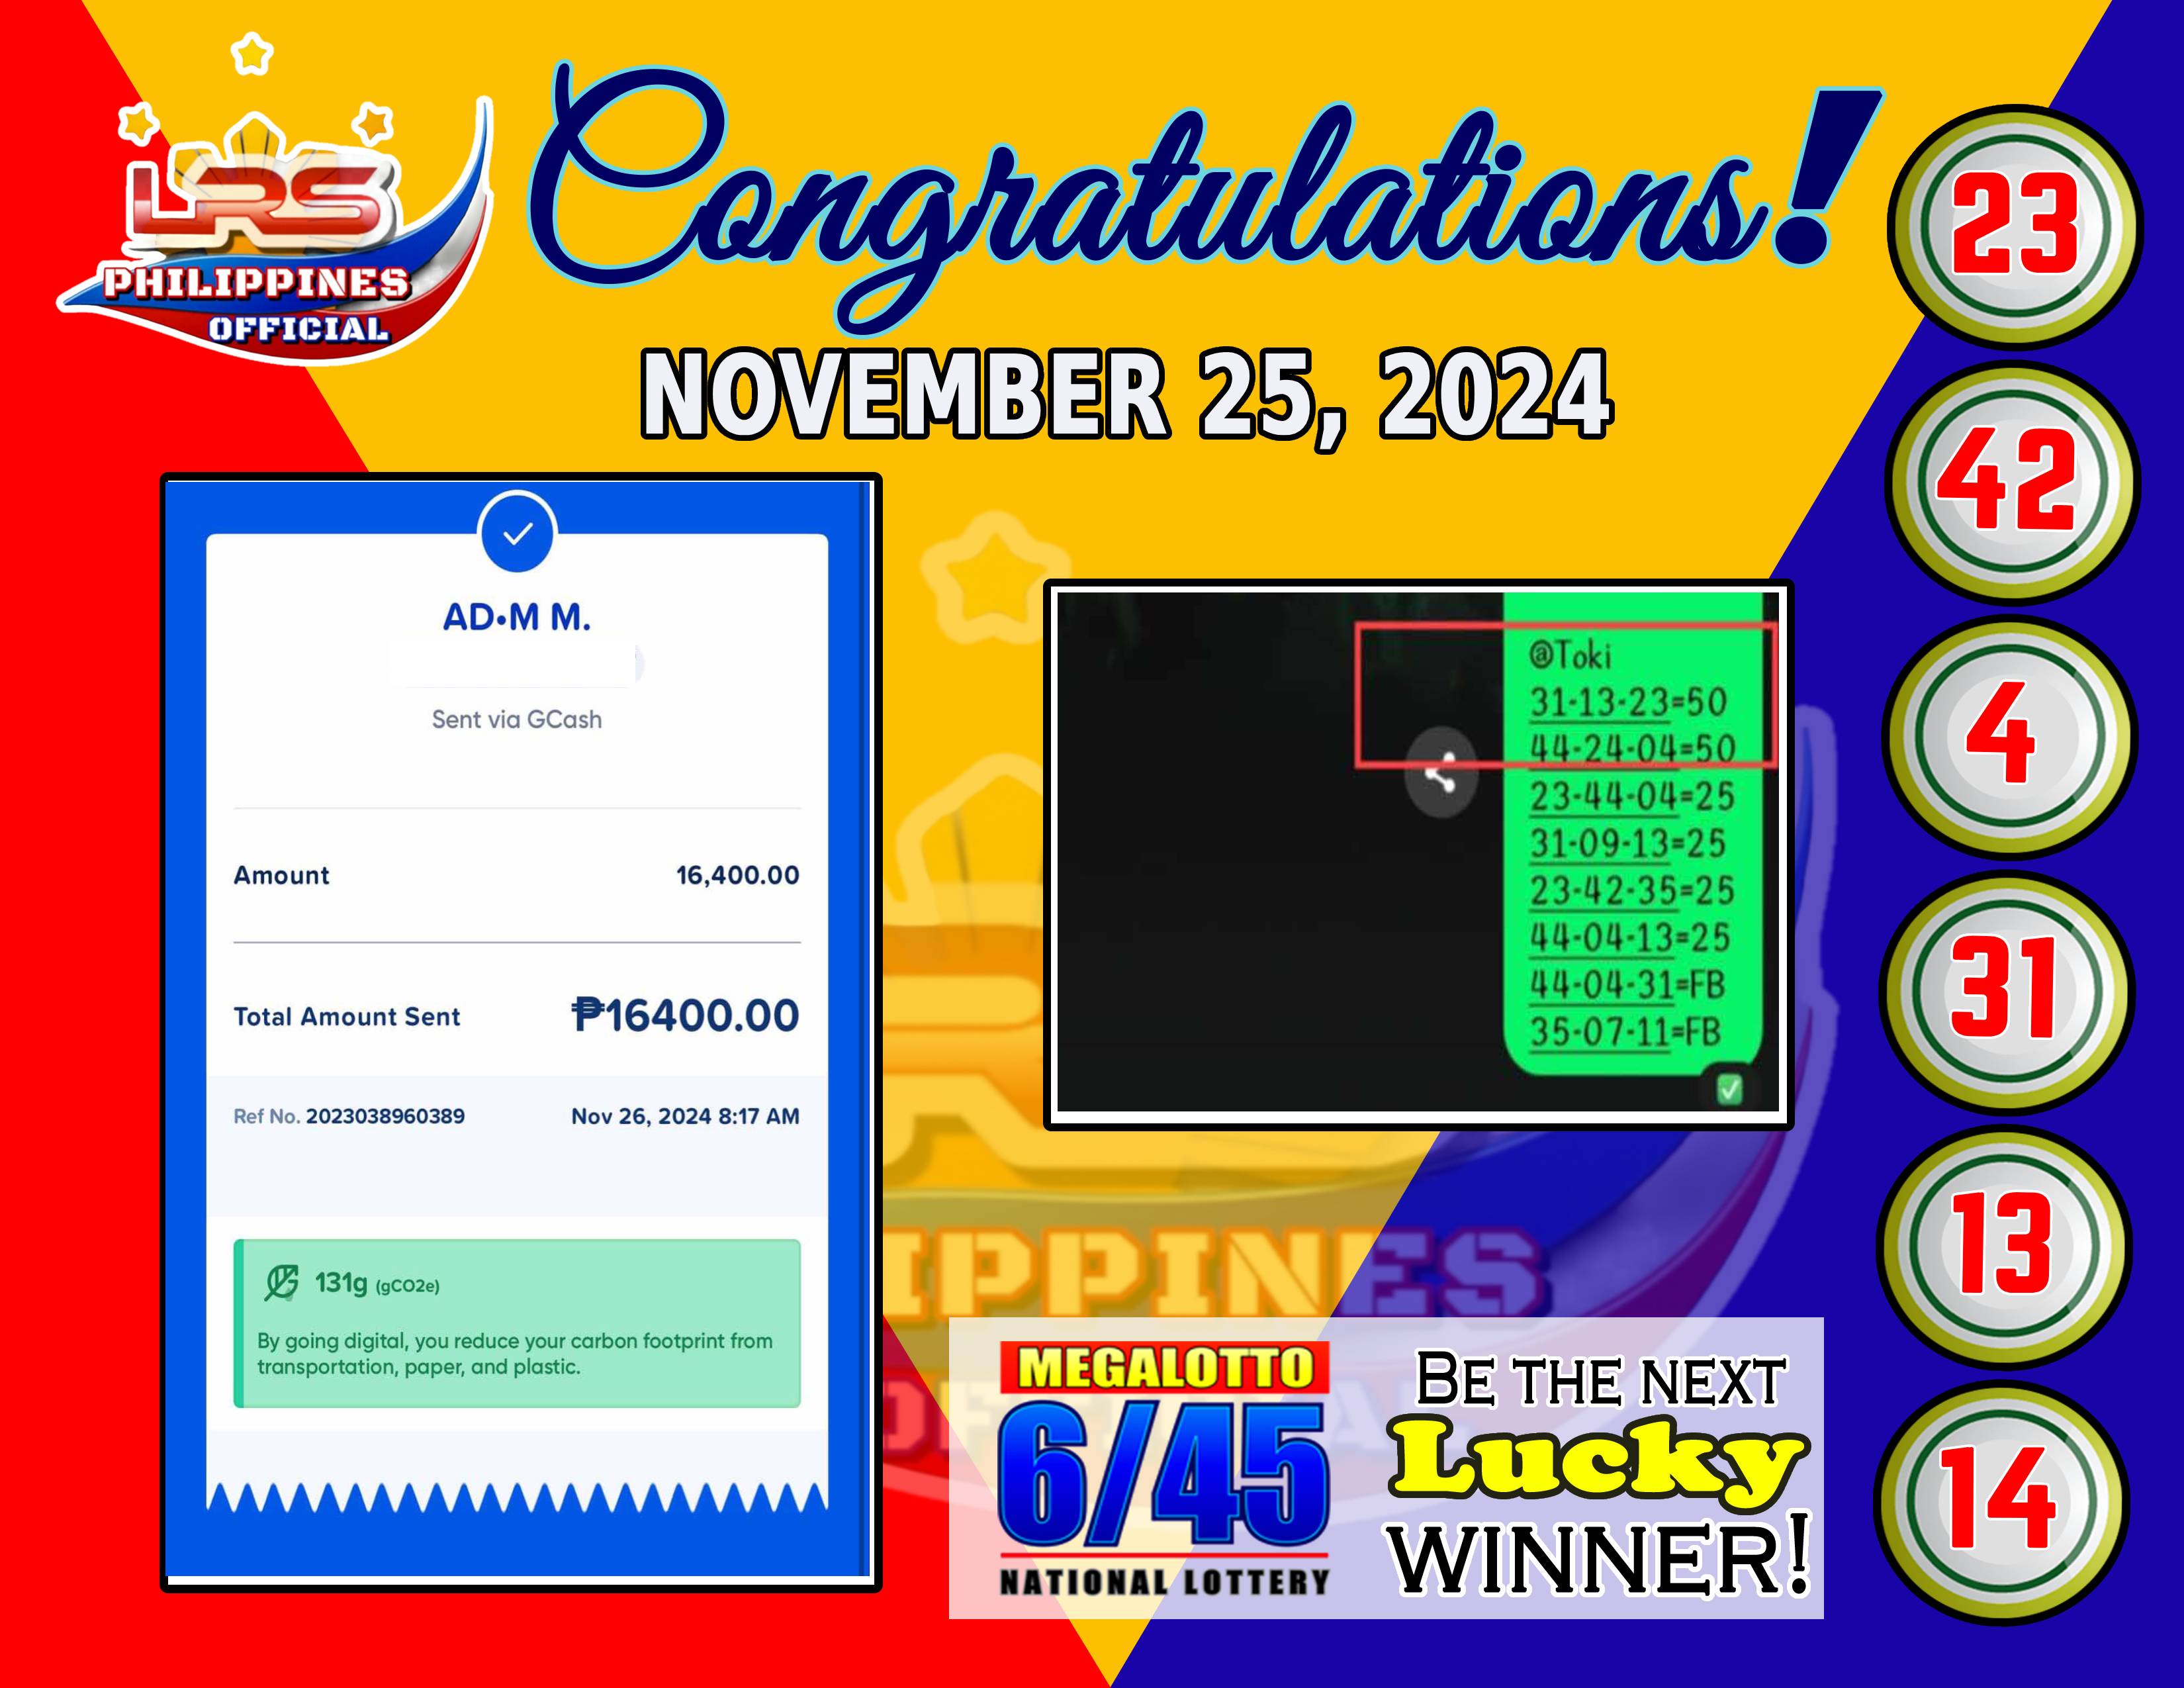 LRS
PHILIPPINES
OFFICIAL
Congratulations!
NOVEMBER 25, 2024
AD•M M.
Sent via GCash
Amount 16,400.00
Total Amount Sent ₱16400.00
Ref No. 2023038960389 Nov 26, 2024 8:17 AM
131g (gCO2e)
By going digital, you reduce your carbon footprint from
transportation, paper, and plastic.
@Toki
31-13-23=50
44-24-04=50
23-44-04=25
31-09-13=25
23-42-35=25
44-04-13=25
44-04-31=FB
35-07-11=FB
MEGALOTTO
6/45
NATIONAL LOTTERY
BE THE NEXT
Lucky
WINNER!
23
42
4
31
13
14